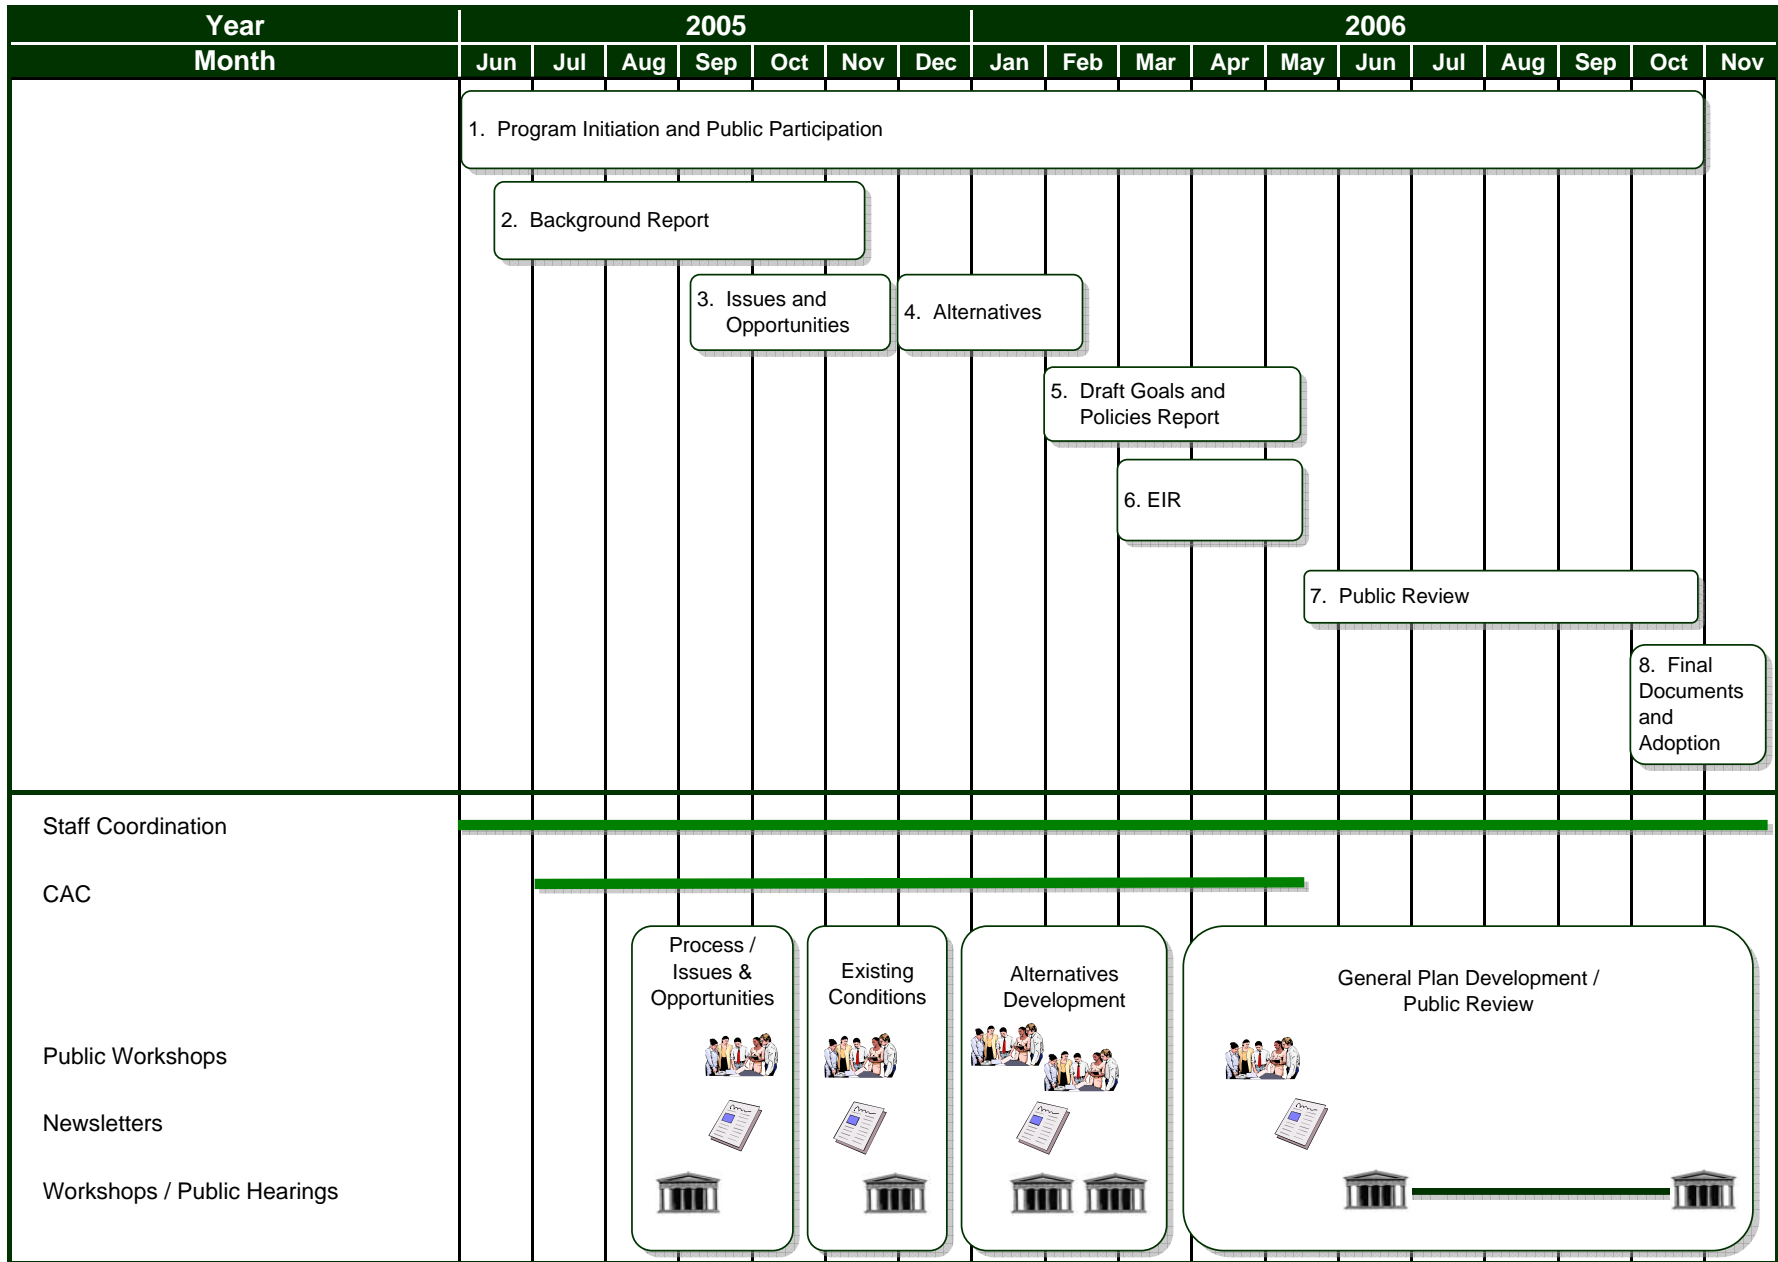 Year 2005 2006
Month Jun Jul Aug Sep Oct Nov Dec Jan Feb Mar Apr May Jun Jul Aug Sep Oct Nov
1. Program Initiation and Public Participation
2. Background Report
3. Issues and
Opportunities
4. Alternatives
5. Draft Goals and
Policies Report
6. EIR
7. Public Review
8. Final
Documents
and
Adoption
Staff Coordination
CAC
Process /
Issues &
Opportunities
Existing
Conditions
Alternatives
Development
General Plan Development /
Public Review
Public Workshops
Newsletters
Workshops / Public Hearings